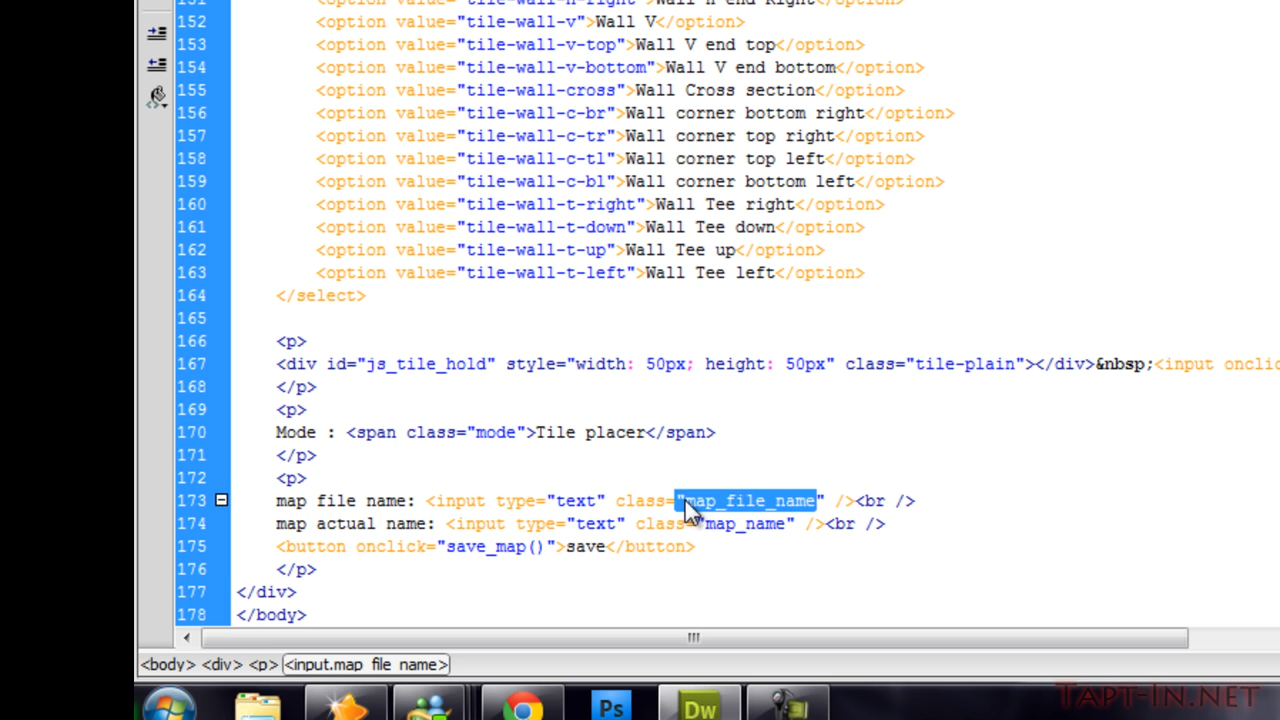 152 <option value="tile-wall-v">Wall V</option>
153 <option value="tile-wall-v-top">Wall V end top</option>
154 <option value="tile-wall-v-bottom">Wall V end bottom</option>
155 <option value="tile-wall-cross">Wall Cross section</option>
156 <option value="tile-wall-c-br">Wall corner bottom right</option>
157 <option value="tile-wall-c-tr">Wall corner top right</option>
158 <option value="tile-wall-c-tl">Wall corner top left</option>
159 <option value="tile-wall-c-bl">Wall corner bottom left</option>
160 <option value="tile-wall-t-right">Wall Tee right</option>
161 <option value="tile-wall-t-down">Wall Tee down</option>
162 <option value="tile-wall-t-up">Wall Tee up</option>
163 <option value="tile-wall-t-left">Wall Tee left</option>
164 </select>
165
166 <p>
167 <div id="js_tile_hold" style="width: 50px; height: 50px" class="tile-plain"></div>&nbsp;<input onclic
168 </p>
169 <p>
170 Mode : <span class="mode">Tile placer</span>
171 </p>
172 <p>
173 map file name: <input type="text" class="map_file_name" /><br />
174 map actual name: <input type="text" class="map_name" /><br />
175 <button onclick="save_map()">save</button>
176 </p>
177 </div>
178 </body>
<body> <div> <p> <input.map_file_name>
Ps
Dw
TAPT-IN.NET